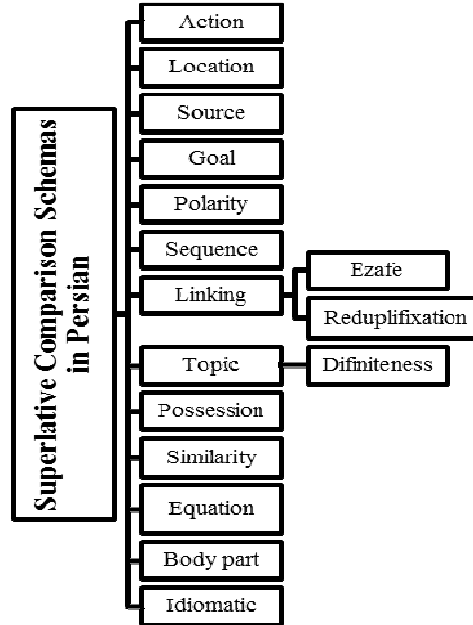 Superlative Comparison Schemas
in Persian
Action
Location
Source
Goal
Polarity
Sequence
Linking
Ezafe
Reduplifixation
Topic
Difiniteness
Possession
Similarity
Equation
Body part
Idiomatic